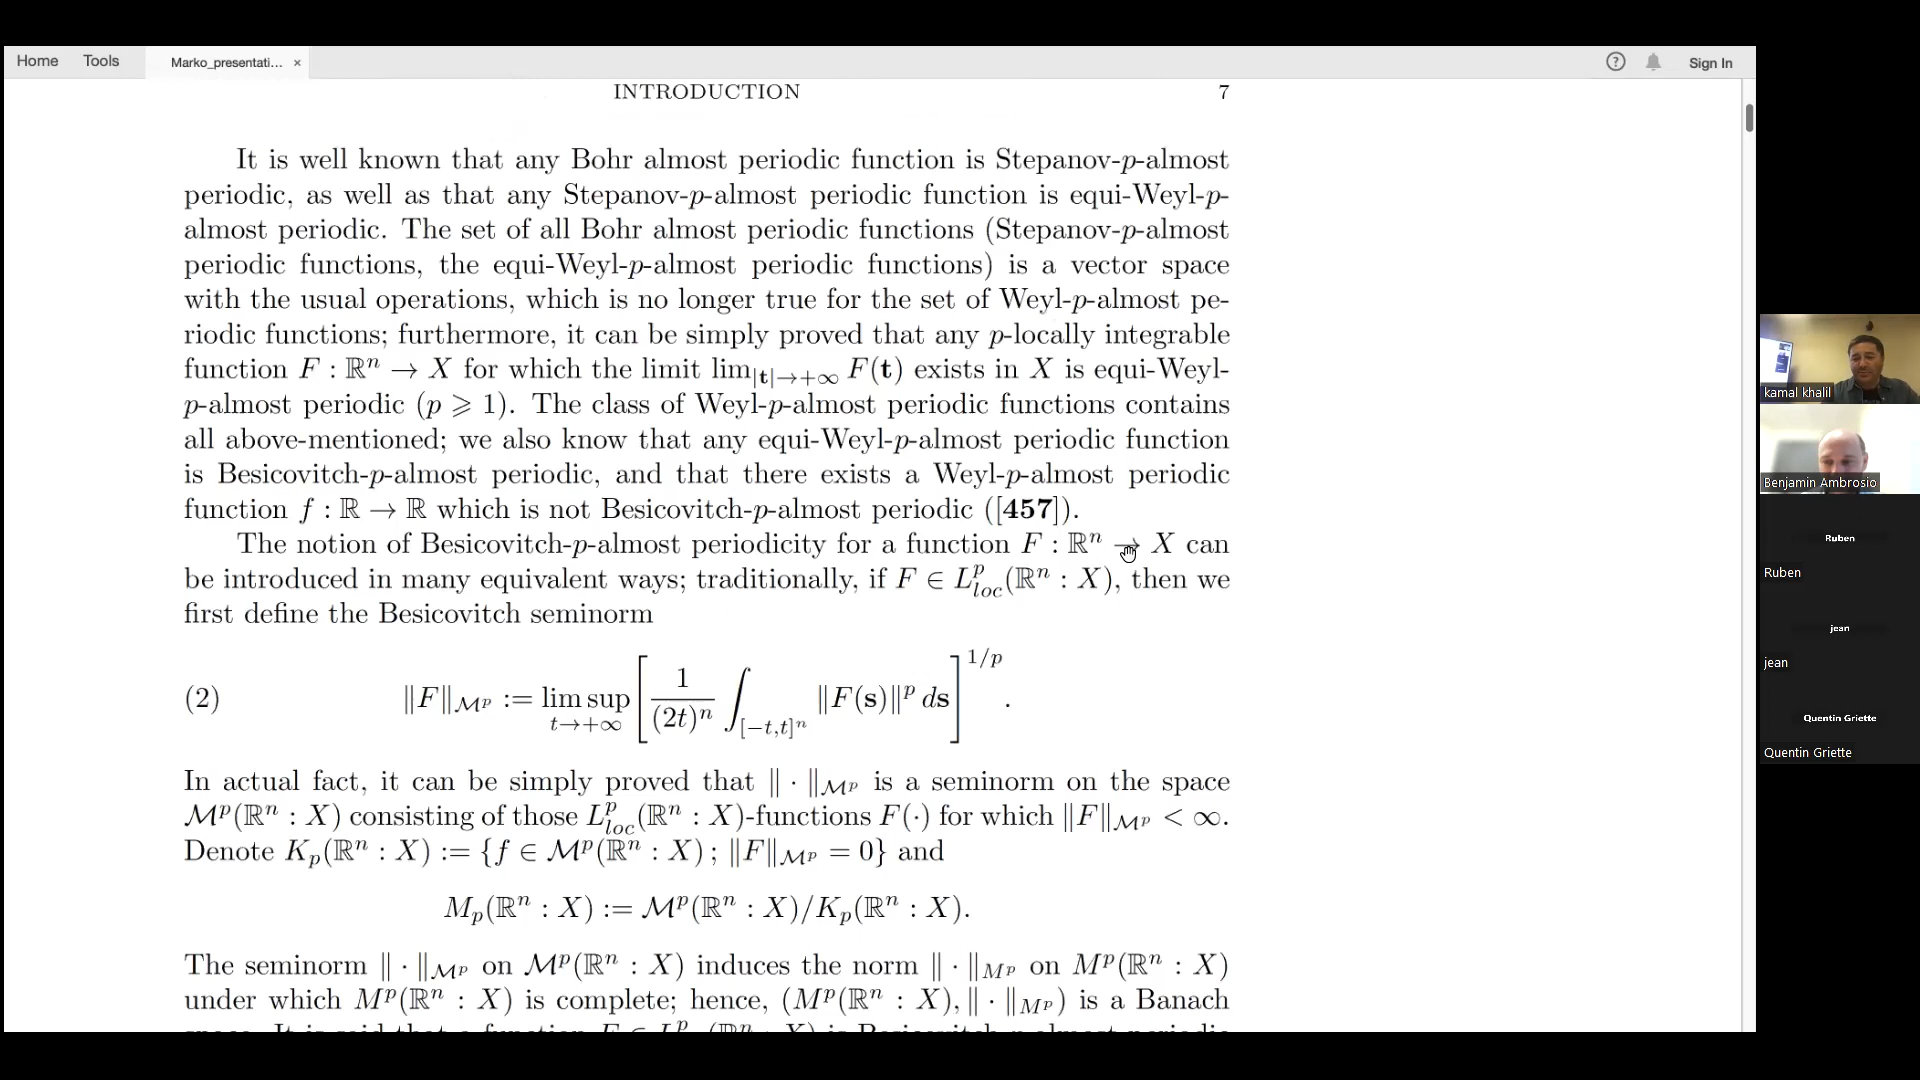 Home Tools Marko_presentati... × ? Sign In
INTRODUCTION 7
It is well known that any Bohr almost periodic function is Stepanov-p-almost
periodic, as well as that any Stepanov-p-almost periodic function is equi-Weyl-p-
almost periodic. The set of all Bohr almost periodic functions (Stepanov-p-almost
periodic functions, the equi-Weyl-p-almost periodic functions) is a vector space
with the usual operations, which is no longer true for the set of Weyl-p-almost pe-
riodic functions; furthermore, it can be simply proved that any p-locally integrable
function F : ℝⁿ → X for which the limit lim_{|t|→+∞} F(t) exists in X is equi-Weyl-
p-almost periodic (p ⩾ 1). The class of Weyl-p-almost periodic functions contains
all above-mentioned; we also know that any equi-Weyl-p-almost periodic function
is Besicovitch-p-almost periodic, and that there exists a Weyl-p-almost periodic
function f : ℝ → ℝ which is not Besicovitch-p-almost periodic ([457]).
The notion of Besicovitch-p-almost periodicity for a function F : ℝⁿ → X can
be introduced in many equivalent ways; traditionally, if F ∈ L^p_{loc}(ℝⁿ : X), then we
first define the Besicovitch seminorm
(2) ‖F‖_{ℳ^p} := lim sup_{t→+∞} [ 1/(2t)ⁿ ∫_{[−t,t]ⁿ} ‖F(s)‖^p ds ]^{1/p}.
In actual fact, it can be simply proved that ‖ · ‖_{ℳ^p} is a seminorm on the space
ℳ^p(ℝⁿ : X) consisting of those L^p_{loc}(ℝⁿ : X)-functions F(·) for which ‖F‖_{ℳ^p} < ∞.
Denote K_p(ℝⁿ : X) := {f ∈ ℳ^p(ℝⁿ : X) ; ‖F‖_{ℳ^p} = 0} and
M_p(ℝⁿ : X) := ℳ^p(ℝⁿ : X)/K_p(ℝⁿ : X).
The seminorm ‖ · ‖_{ℳ^p} on ℳ^p(ℝⁿ : X) induces the norm ‖ · ‖_{M^p} on M^p(ℝⁿ : X)
under which M^p(ℝⁿ : X) is complete; hence, (M^p(ℝⁿ : X), ‖ · ‖_{M^p}) is a Banach
kamal khalil
Benjamin Ambrosio
Ruben
Ruben
jean
jean
Quentin Griette
Quentin Griette